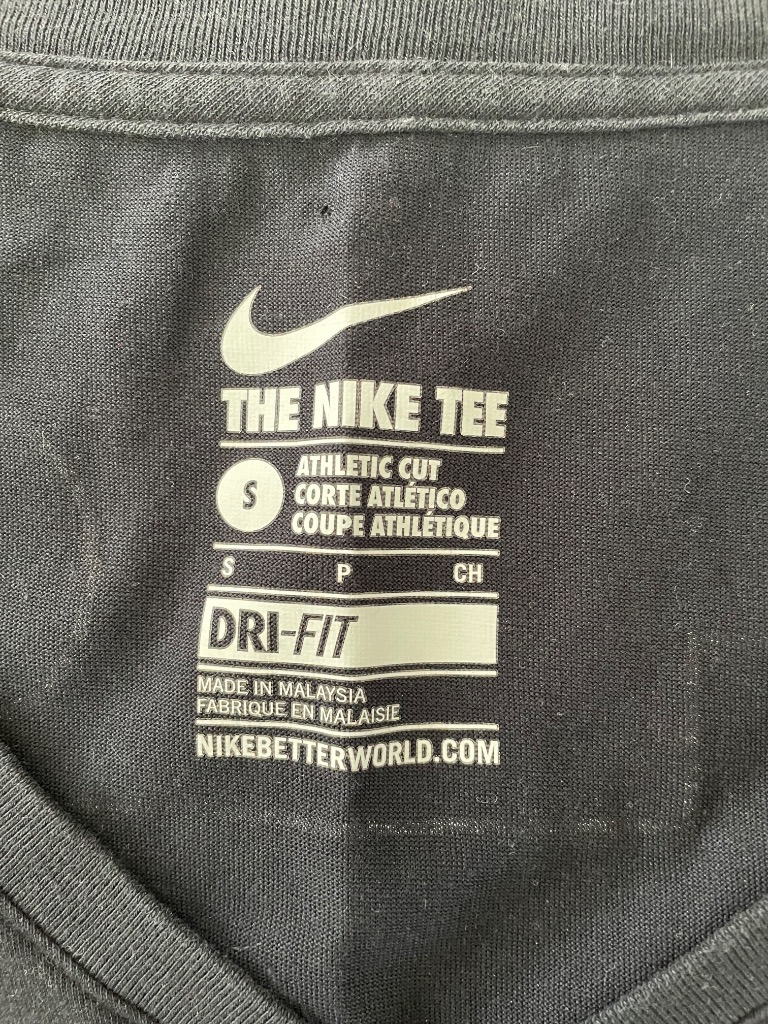 THE NIKE TEE
S
ATHLETIC CUT
CORTE ATLÉTICO
COUPE ATHLÉTIQUE
S P CH
DRI-FIT
MADE IN MALAYSIA
FABRIQUE EN MALAISIE
NIKEBETTERWORLD.COM